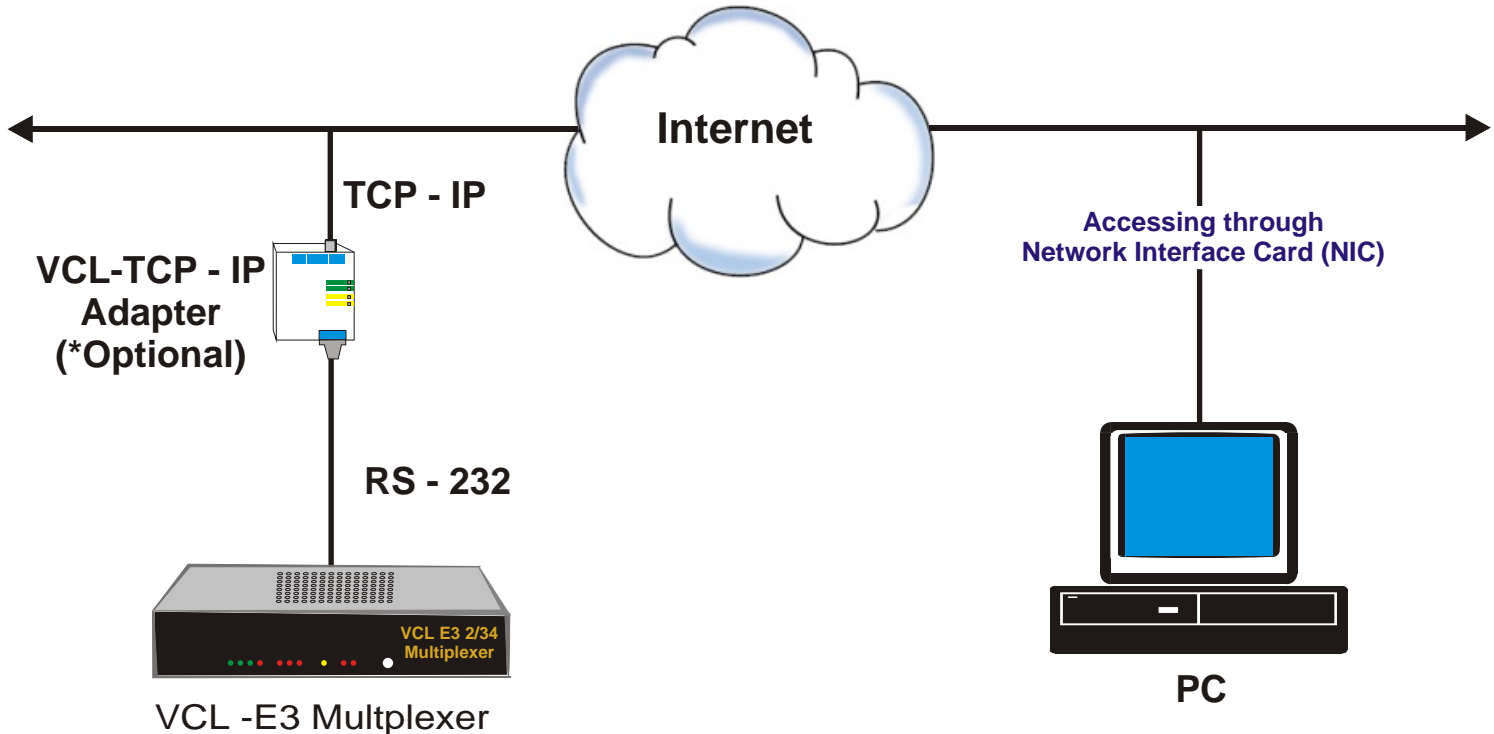 Internet
TCP - IP
VCL-TCP - IP
Adapter
(*Optional)
Accessing through
Network Interface Card (NIC)
RS - 232
VCL E3 2/34
Multiplexer
VCL -E3 Multplexer
PC